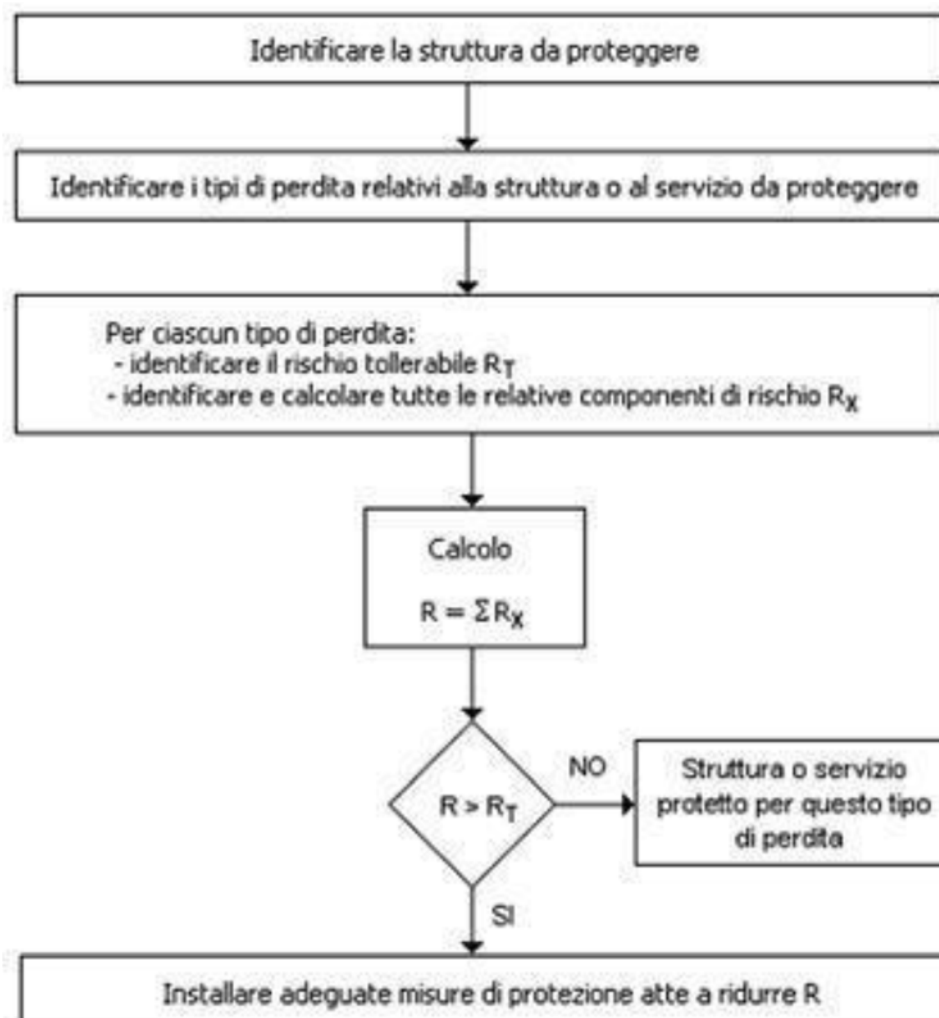 Identificare la struttura da proteggere
Identificare i tipi di perdita relativi alla struttura o al servizio da proteggere
Per ciascun tipo di perdita:
- identificare il rischio tollerabile RT
- identificare e calcolare tutte le relative componenti di rischio RX
Calcolo
R = ΣRX
R > RT
NO
Struttura o servizio
protetto per questo tipo
di perdita
SI
Installare adeguate misure di protezione atte a ridurre R